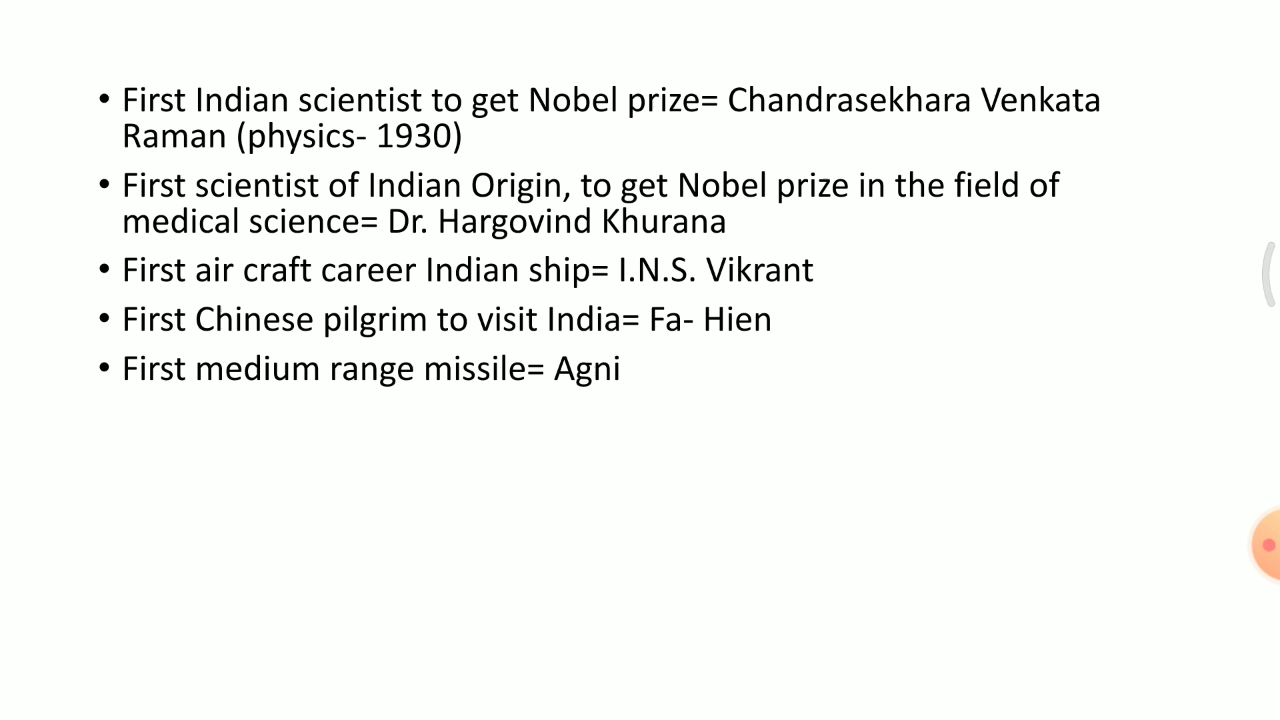 • First Indian scientist to get Nobel prize= Chandrasekhara Venkata
Raman (physics- 1930)
• First scientist of Indian Origin, to get Nobel prize in the field of
medical science= Dr. Hargovind Khurana
• First air craft career Indian ship= I.N.S. Vikrant
• First Chinese pilgrim to visit India= Fa- Hien
• First medium range missile= Agni